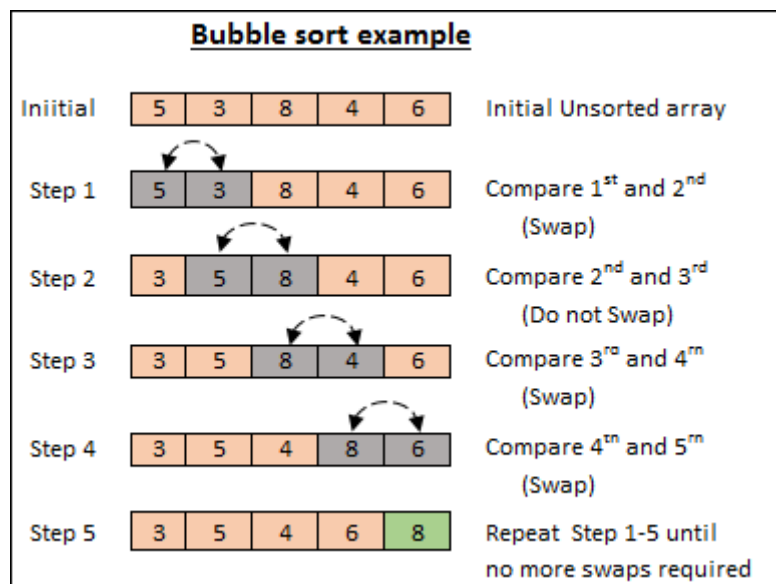 Bubble sort example
Iniitial 5 3 8 4 6 Initial Unsorted array
Step 1 5 3 8 4 6 Compare 1st and 2nd
(Swap)
Step 2 3 5 8 4 6 Compare 2nd and 3rd
(Do not Swap)
Step 3 3 5 8 4 6 Compare 3rd and 4rn
(Swap)
Step 4 3 5 4 8 6 Compare 4tn and 5rn
(Swap)
Step 5 3 5 4 6 8 Repeat Step 1-5 until
no more swaps required